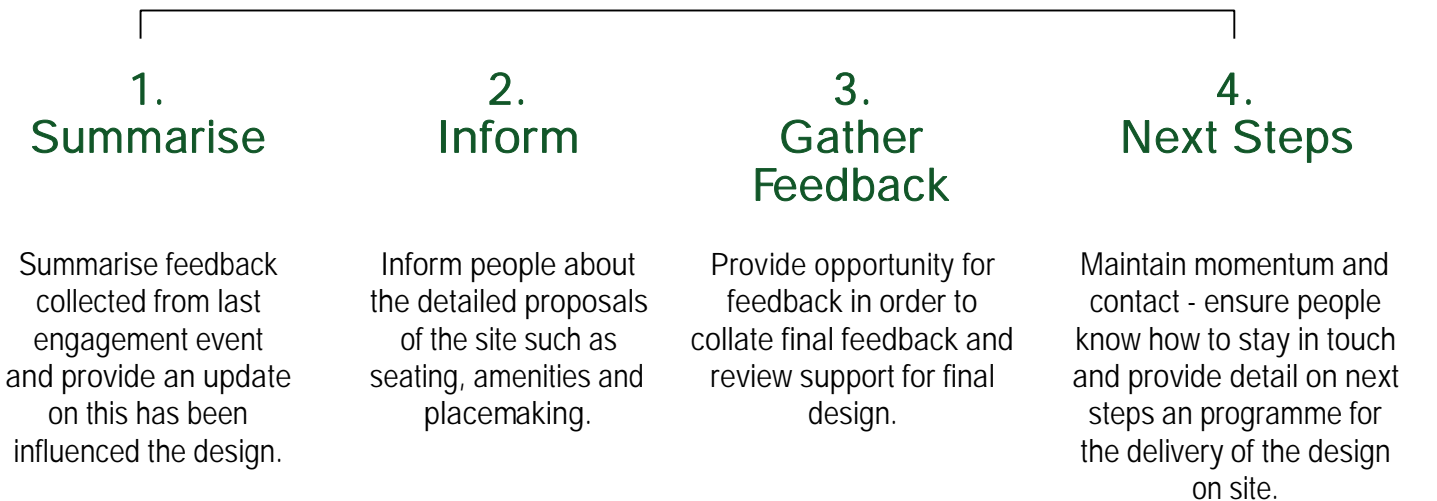 1.
Summarise
Summarise feedback
collected from last
engagement event
and provide an update
on this has been
influenced the design.
2.
Inform
Inform people about
the detailed proposals
of the site such as
seating, amenities and
placemaking.
3.
Gather
Feedback
Provide opportunity for
feedback in order to
collate final feedback and
review support for final
design.
4.
Next Steps
Maintain momentum and
contact - ensure people
know how to stay in touch
and provide detail on next
steps an programme for
the delivery of the design
on site.